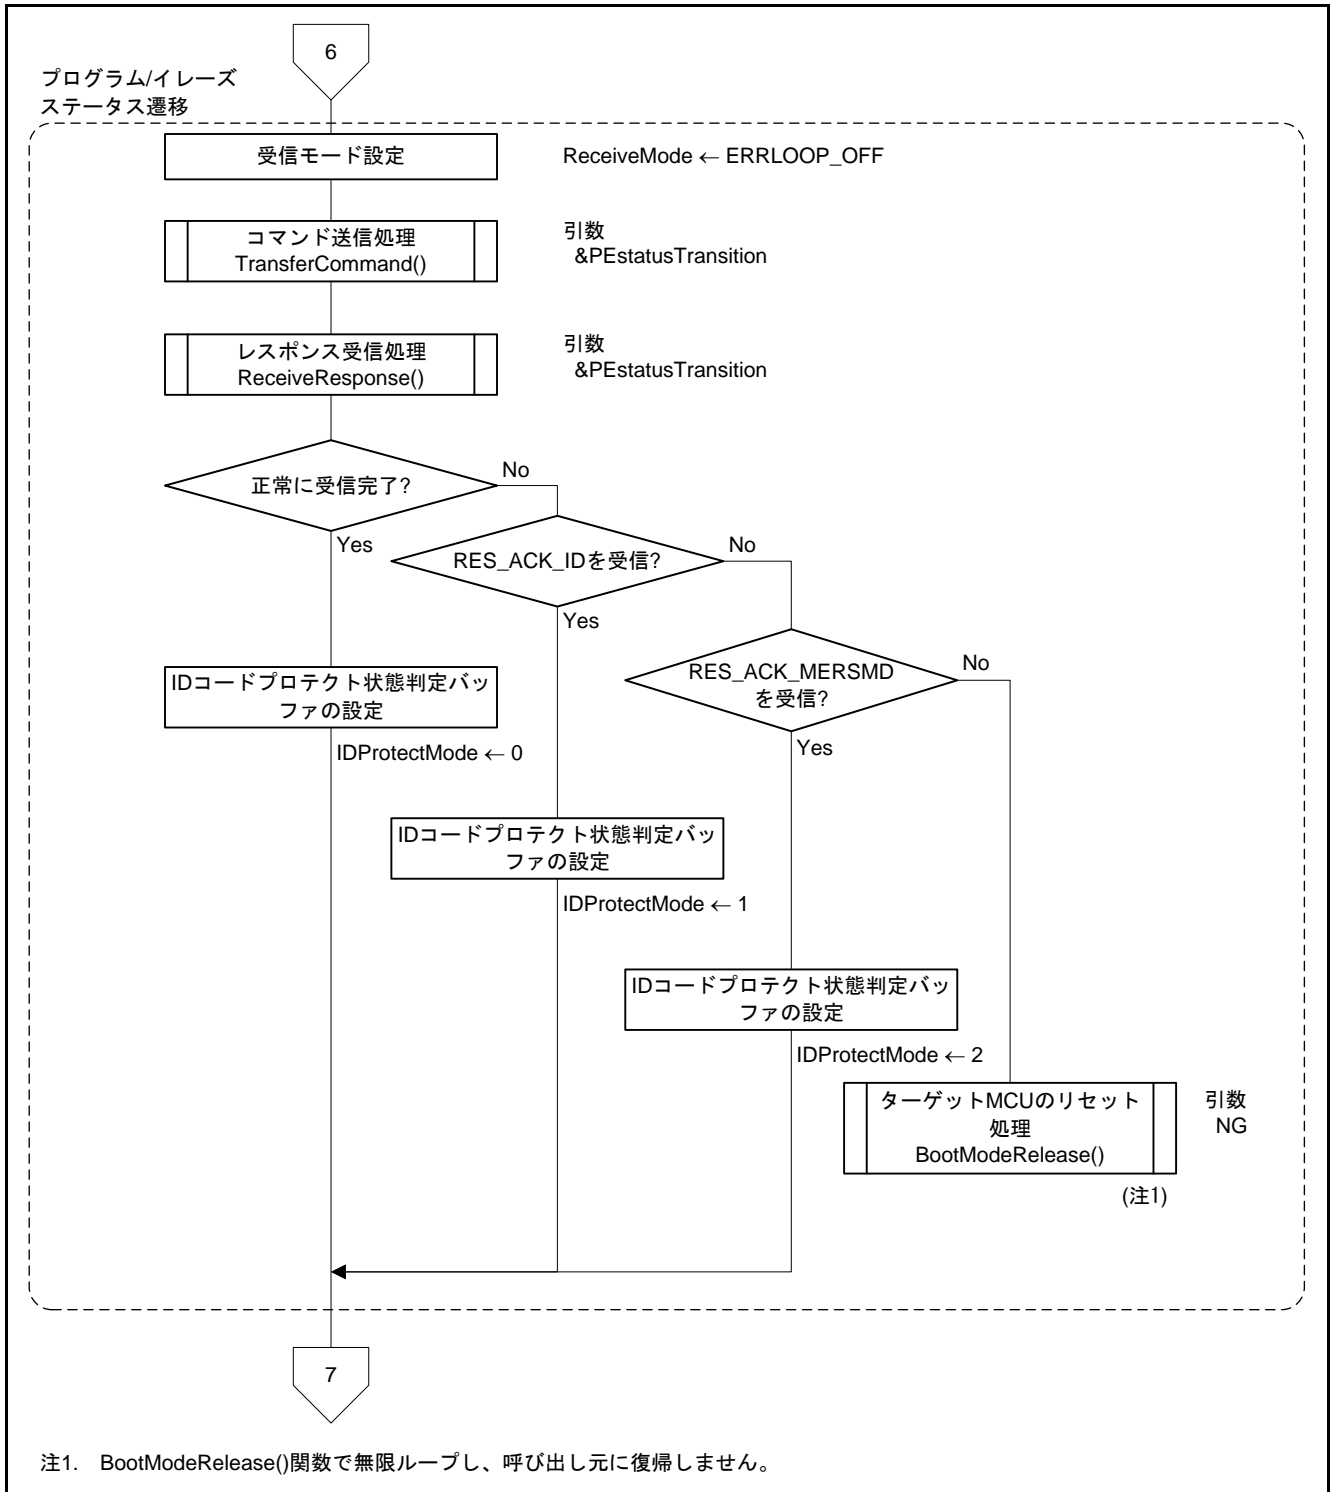 6
プログラム/イレーズ
ステータス遷移
受信モード設定
ReceiveMode ← ERRLOOP_OFF
コマンド送信処理
TransferCommand()
引数
&PEstatusTransition
レスポンス受信処理
ReceiveResponse()
引数
&PEstatusTransition
正常に受信完了?
No
Yes
RES_ACK_IDを受信?
No
Yes
RES_ACK_MERSMD
を受信?
No
Yes
IDコードプロテクト状態判定バッ
ファの設定
IDProtectMode ← 0
IDコードプロテクト状態判定バッ
ファの設定
IDProtectMode ← 1
IDコードプロテクト状態判定バッ
ファの設定
IDProtectMode ← 2
ターゲットMCUのリセット
処理
BootModeRelease()
引数
NG
(注1)
7
注1. BootModeRelease()関数で無限ループし、呼び出し元に復帰しません。